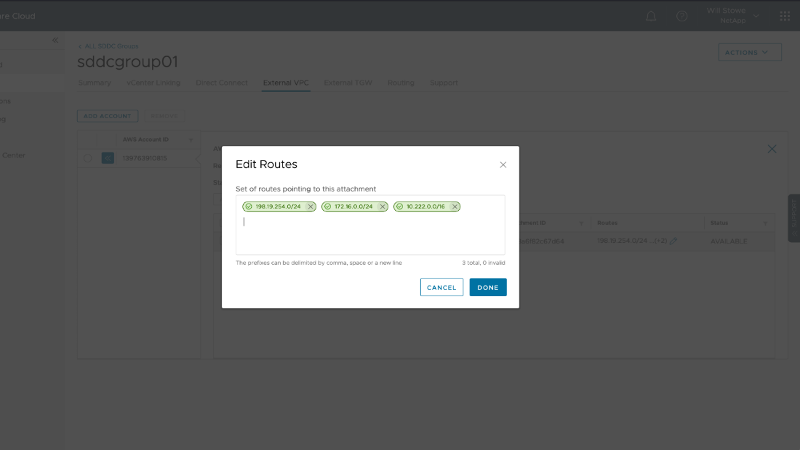 re Cloud
Will Stowe
NetApp
ALL SDDC Groups
sddcgroup01
ACTIONS
Summary
vCenter Linking
Direct Connect
External VPC
External TGW
Routing
Support
ADD ACCOUNT
AWS Account ID
Center
Edit Routes
Set of routes pointing to this attachment
198.19.254.0/24
172.16.0.0/24
10.222.0.0/16
The prefixes can be delimited by comma, space or a new line
3 total, 0 invalid
CANCEL
DONE
Routes
Status
198.19.254.0/24 ... (+2)
AVAILABLE